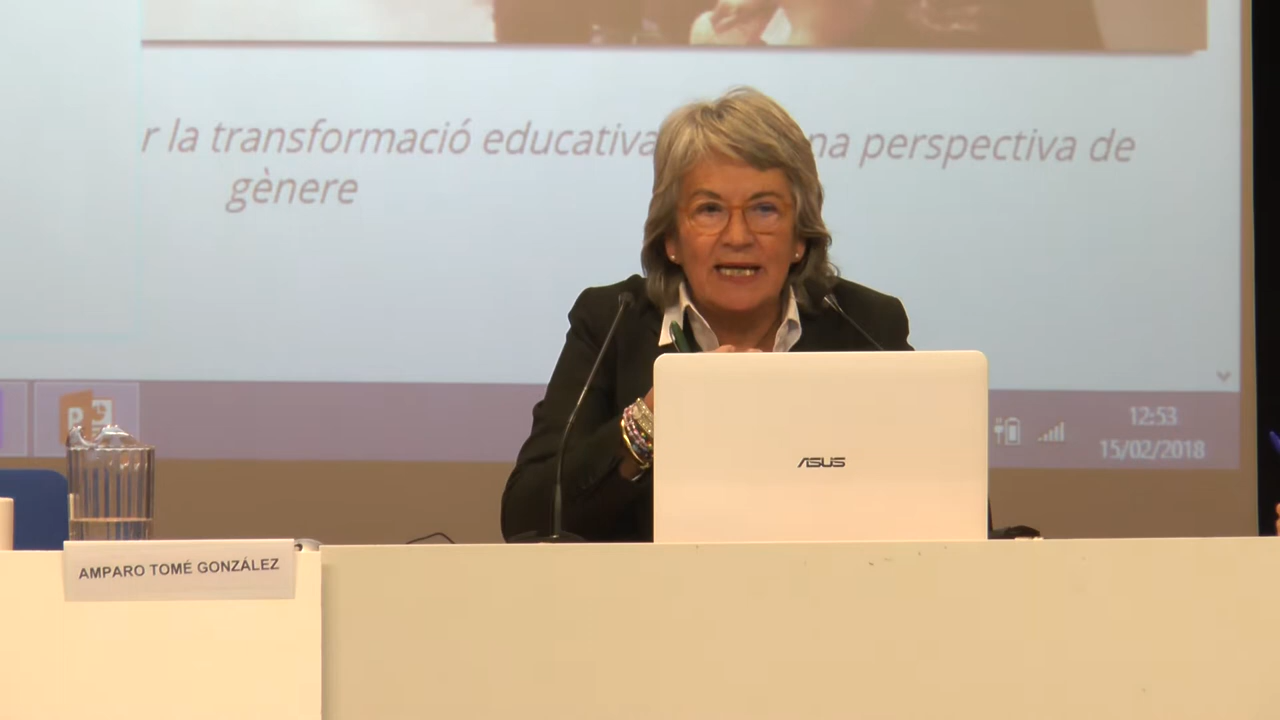 r la transformació educativa na perspectiva de
gènere
P
12:53
15/02/2018
ASUS
AMPARO TOMÉ GONZÁLEZ